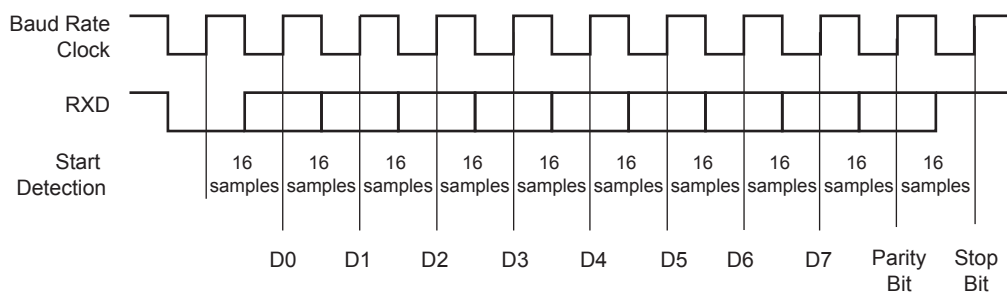 Baud Rate
Clock
RXD
Start
Detection
16 16 16 16 16 16 16 16 16 16
samples samples samples samples samples samples samples samples samples samples
D0 D1 D2 D3 D4 D5 D6 D7 Parity Stop
Bit Bit